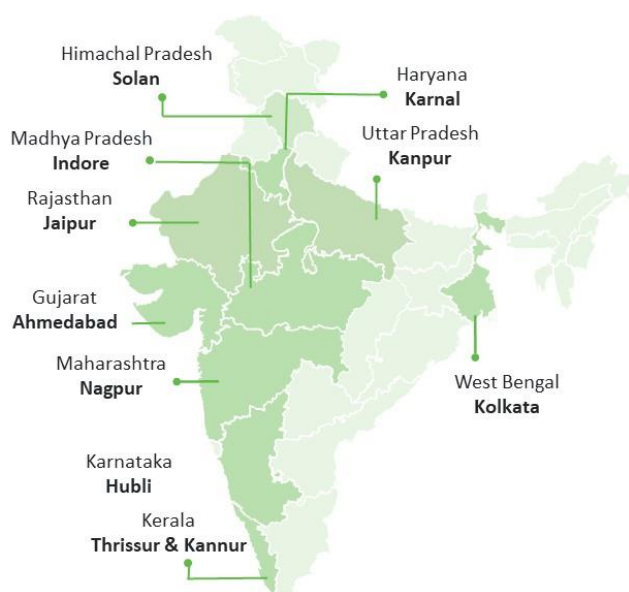 Himachal Pradesh
Solan
Haryana
Karnal
Madhya Pradesh
Indore
Uttar Pradesh
Kanpur
Rajasthan
Jaipur
Gujarat
Ahmedabad
Maharashtra
Nagpur
West Bengal
Kolkata
Karnataka
Hubli
Kerala
Thrissur & Kannur